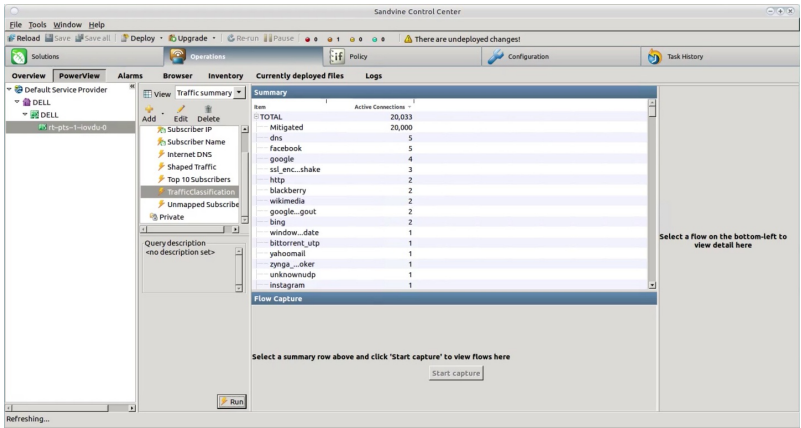 Sandvine Control Center
File Tools Window Help
Reload Save Save all Deploy Upgrade Re-run Pause 0 1 0 0 There are undeployed changes!
Solutions Operations Policy Configuration Task History
Overview PowerView Alarms Browser Inventory Currently deployed files Logs
Default Service Provider
DELL
DELL
View Traffic summary
Add Edit Delete
Subscriber IP
Subscriber Name
Internet DNS
Shaped Traffic
Top 10 Subscribers
TrafficClassification
Unmapped Subscribe
Private
Query description
<no description set>
Run
Summary
Item Active Connections
TOTAL 20,033
Mitigated 20,000
dns 5
facebook 5
google 4
ssl_enc...shake 3
http 2
blackberry 2
wikimedia 2
google...gout 2
bing 2
window...date 1
bittorrent_utp 1
yahoomail 1
zynga_...oker 1
unknownudp 1
instagram 1
Flow Capture
Select a summary row above and click 'Start capture' to view flows here
Start capture
Select a flow on the bottom-left to
view detail here
Refreshing...